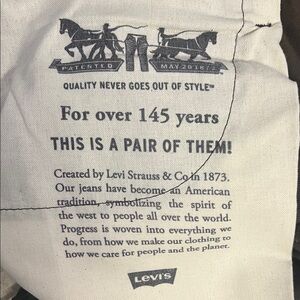 PATENTED MAY 20 1873
QUALITY NEVER GOES OUT OF STYLE™
For over 145 years
THIS IS A PAIR OF THEM!
Created by Levi Strauss & Co in 1873.
Our jeans have become an American
tradition, symbolizing the spirit of
the west to people all over the world.
Progress is woven into everything we
do, from how we make our clothing to
how we care for people and the planet.
LEVI'S